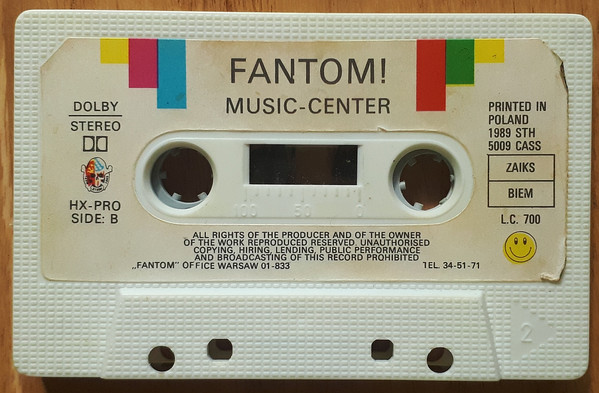 FANTOM!
MUSIC-CENTER
DOLBY
STEREO
HX-PRO
SIDE: B
PRINTED IN
POLAND
1989 STH
5009 CASS
ZAIKS
BIEM
L.C. 700
100 50 0
ALL RIGHTS OF THE PRODUCER AND OF THE OWNER
OF THE WORK REPRODUCED RESERVED. UNAUTHORISED
COPYING, HIRING, LENDING, PUBLIC PERFORMANCE
AND BROADCASTING OF THIS RECORD PROHIBITED
„FANTOM" OFFICE WARSAW 01-833
TEL. 34-51-71
2